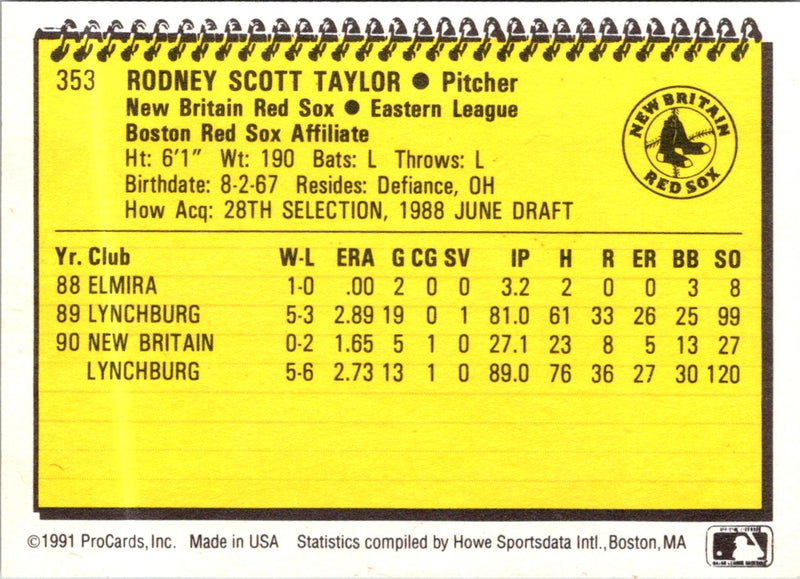 353 RODNEY SCOTT TAYLOR ● Pitcher
New Britain Red Sox ● Eastern League
Boston Red Sox Affiliate
Ht: 6'1" Wt: 190 Bats: L Throws: L
Birthdate: 8-2-67 Resides: Defiance, OH
How Acq: 28TH SELECTION, 1988 JUNE DRAFT
NEW BRITAIN
RED SOX
Yr. Club W-L ERA G CG SV IP H R ER BB SO
88 ELMIRA 1-0 .00 2 0 0 3.2 2 0 0 3 8
89 LYNCHBURG 5-3 2.89 19 0 1 81.0 61 33 26 25 99
90 NEW BRITAIN 0-2 1.65 5 1 0 27.1 23 8 5 13 27
LYNCHBURG 5-6 2.73 13 1 0 89.0 76 36 27 30 120
©1991 ProCards, Inc. Made in USA Statistics compiled by Howe Sportsdata Intl., Boston, MA